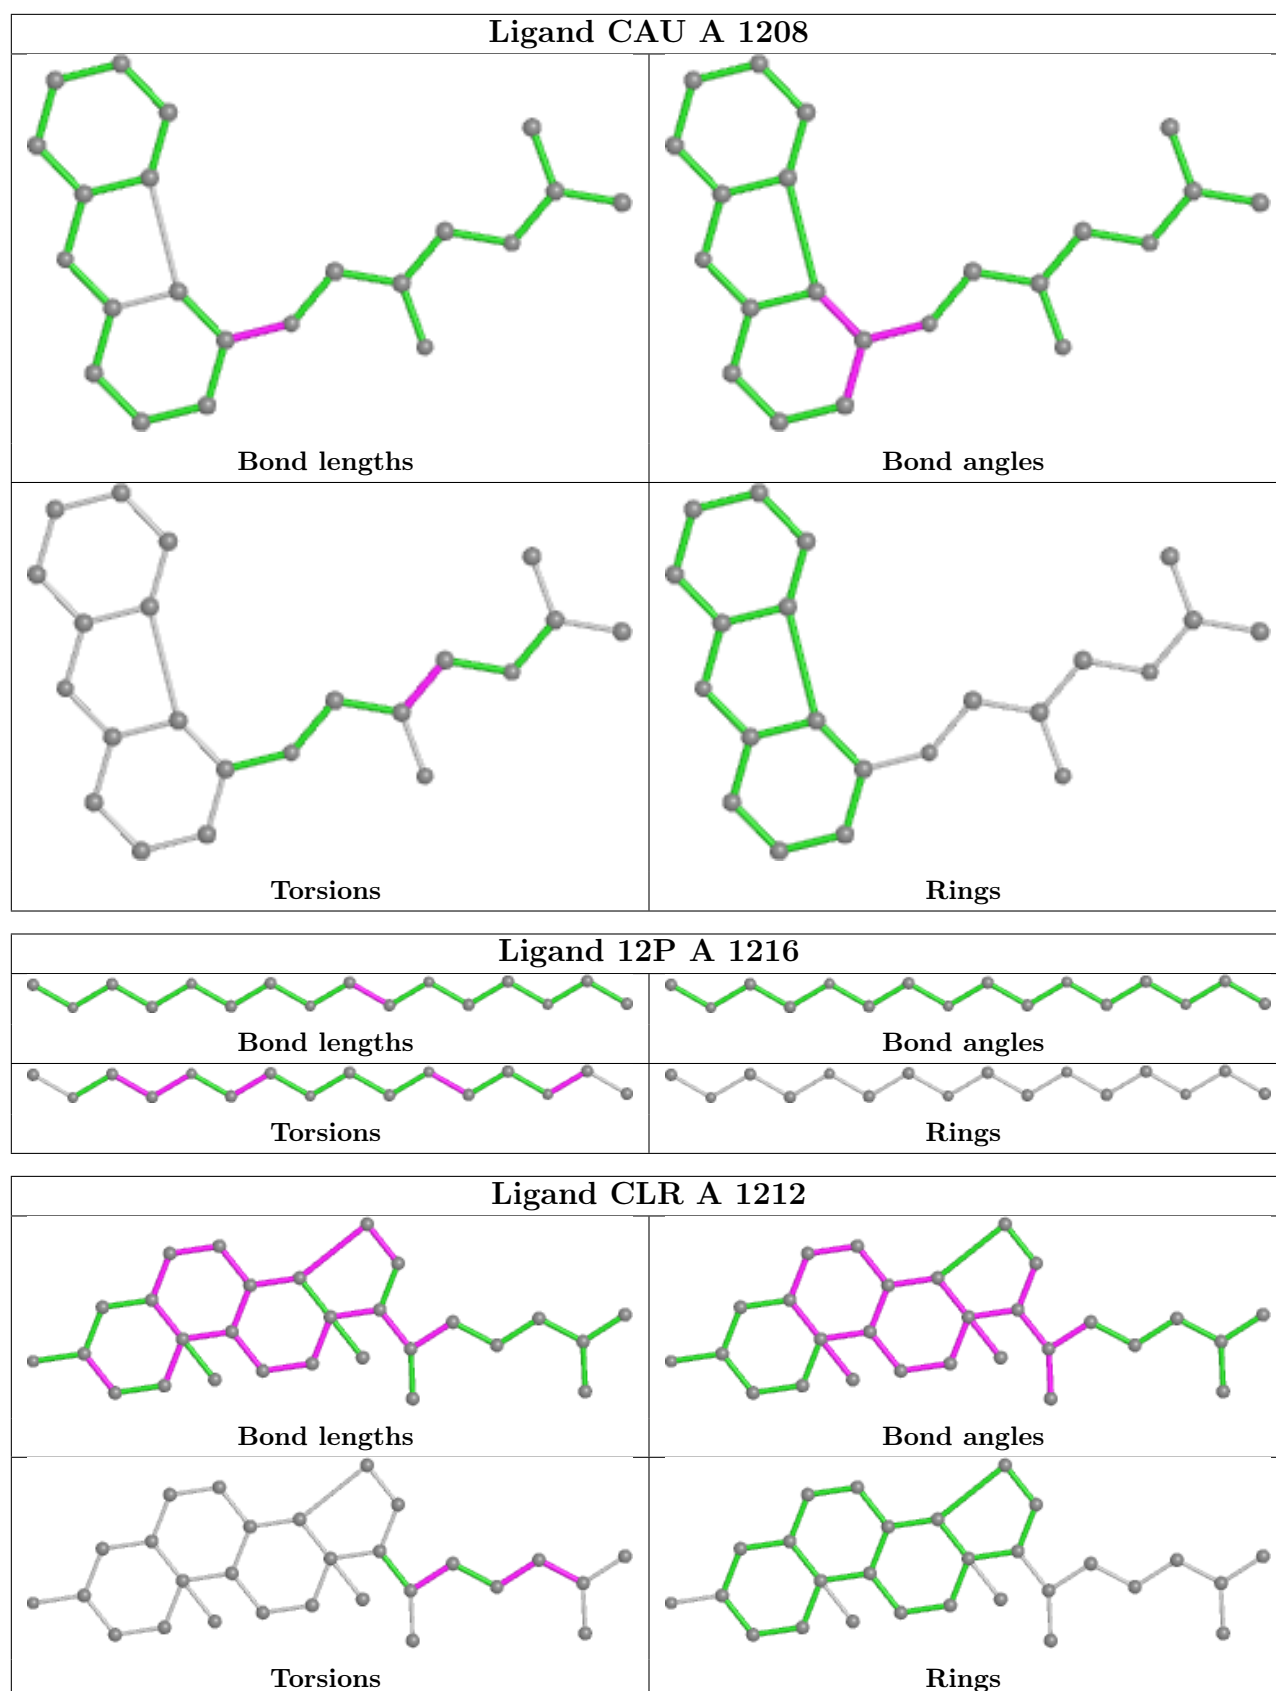 Ligand CAU A 1208
Bond lengths
Bond angles
Torsions
Rings
Ligand 12P A 1216
Bond lengths
Bond angles
Torsions
Rings
Ligand CLR A 1212
Bond lengths
Bond angles
Torsions
Rings